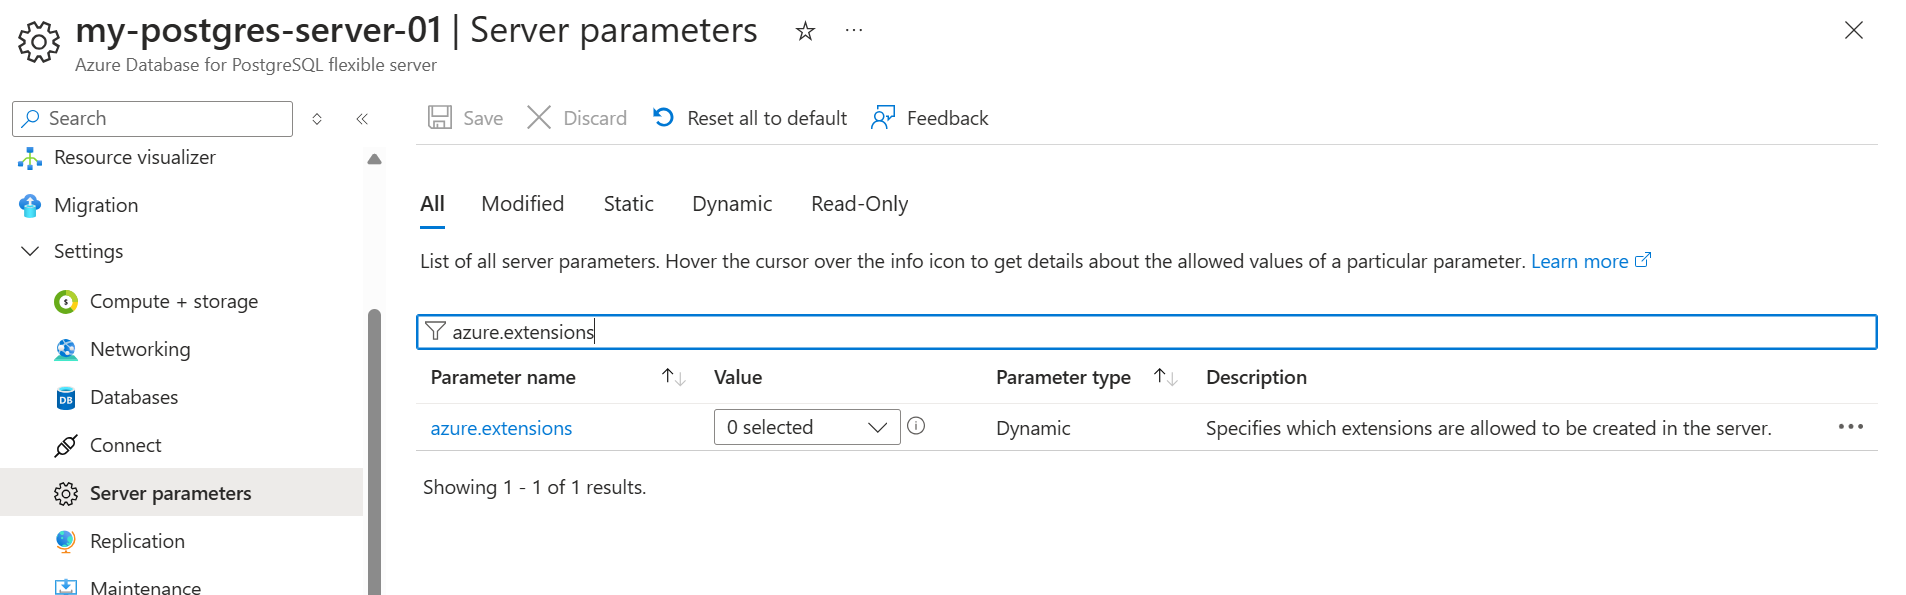 my-postgres-server-01 | Server parameters
Azure Database for PostgreSQL flexible server
Search
Save
Discard
Reset all to default
Feedback
Resource visualizer
Migration
Settings
Compute + storage
Networking
Databases
Connect
Server parameters
Replication
Maintenance
All
Modified
Static
Dynamic
Read-Only
List of all server parameters. Hover the cursor over the info icon to get details about the allowed values of a particular parameter. Learn more
azure.extensions
Parameter name
Value
Parameter type
Description
azure.extensions
0 selected
Dynamic
Specifies which extensions are allowed to be created in the server.
Showing 1 - 1 of 1 results.